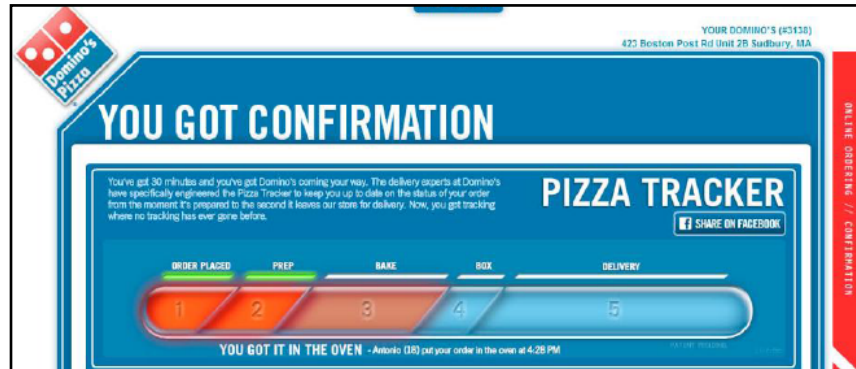 YOUR DOMINO'S (#3138)
423 Boston Post Rd Unit 2B Sudbury, MA
Domino's
Pizza
YOU GOT CONFIRMATION
You've got 30 minutes and you've got Domino's coming your way. The delivery experts at Domino's
have specifically engineered the Pizza Tracker to keep you up to date on the status of your order
from the moment it's prepared to the second it leaves our store for delivery. Now, you got tracking
where no tracking has ever gone before.
PIZZA TRACKER
SHARE ON FACEBOOK
ORDER PLACED PREP BAKE BOX DELIVERY
1 2 3 4 5
YOU GOT IT IN THE OVEN - Antonio (18) put your order in the oven at 4:28 PM
ONLINE ORDERING // CONFIRMATION